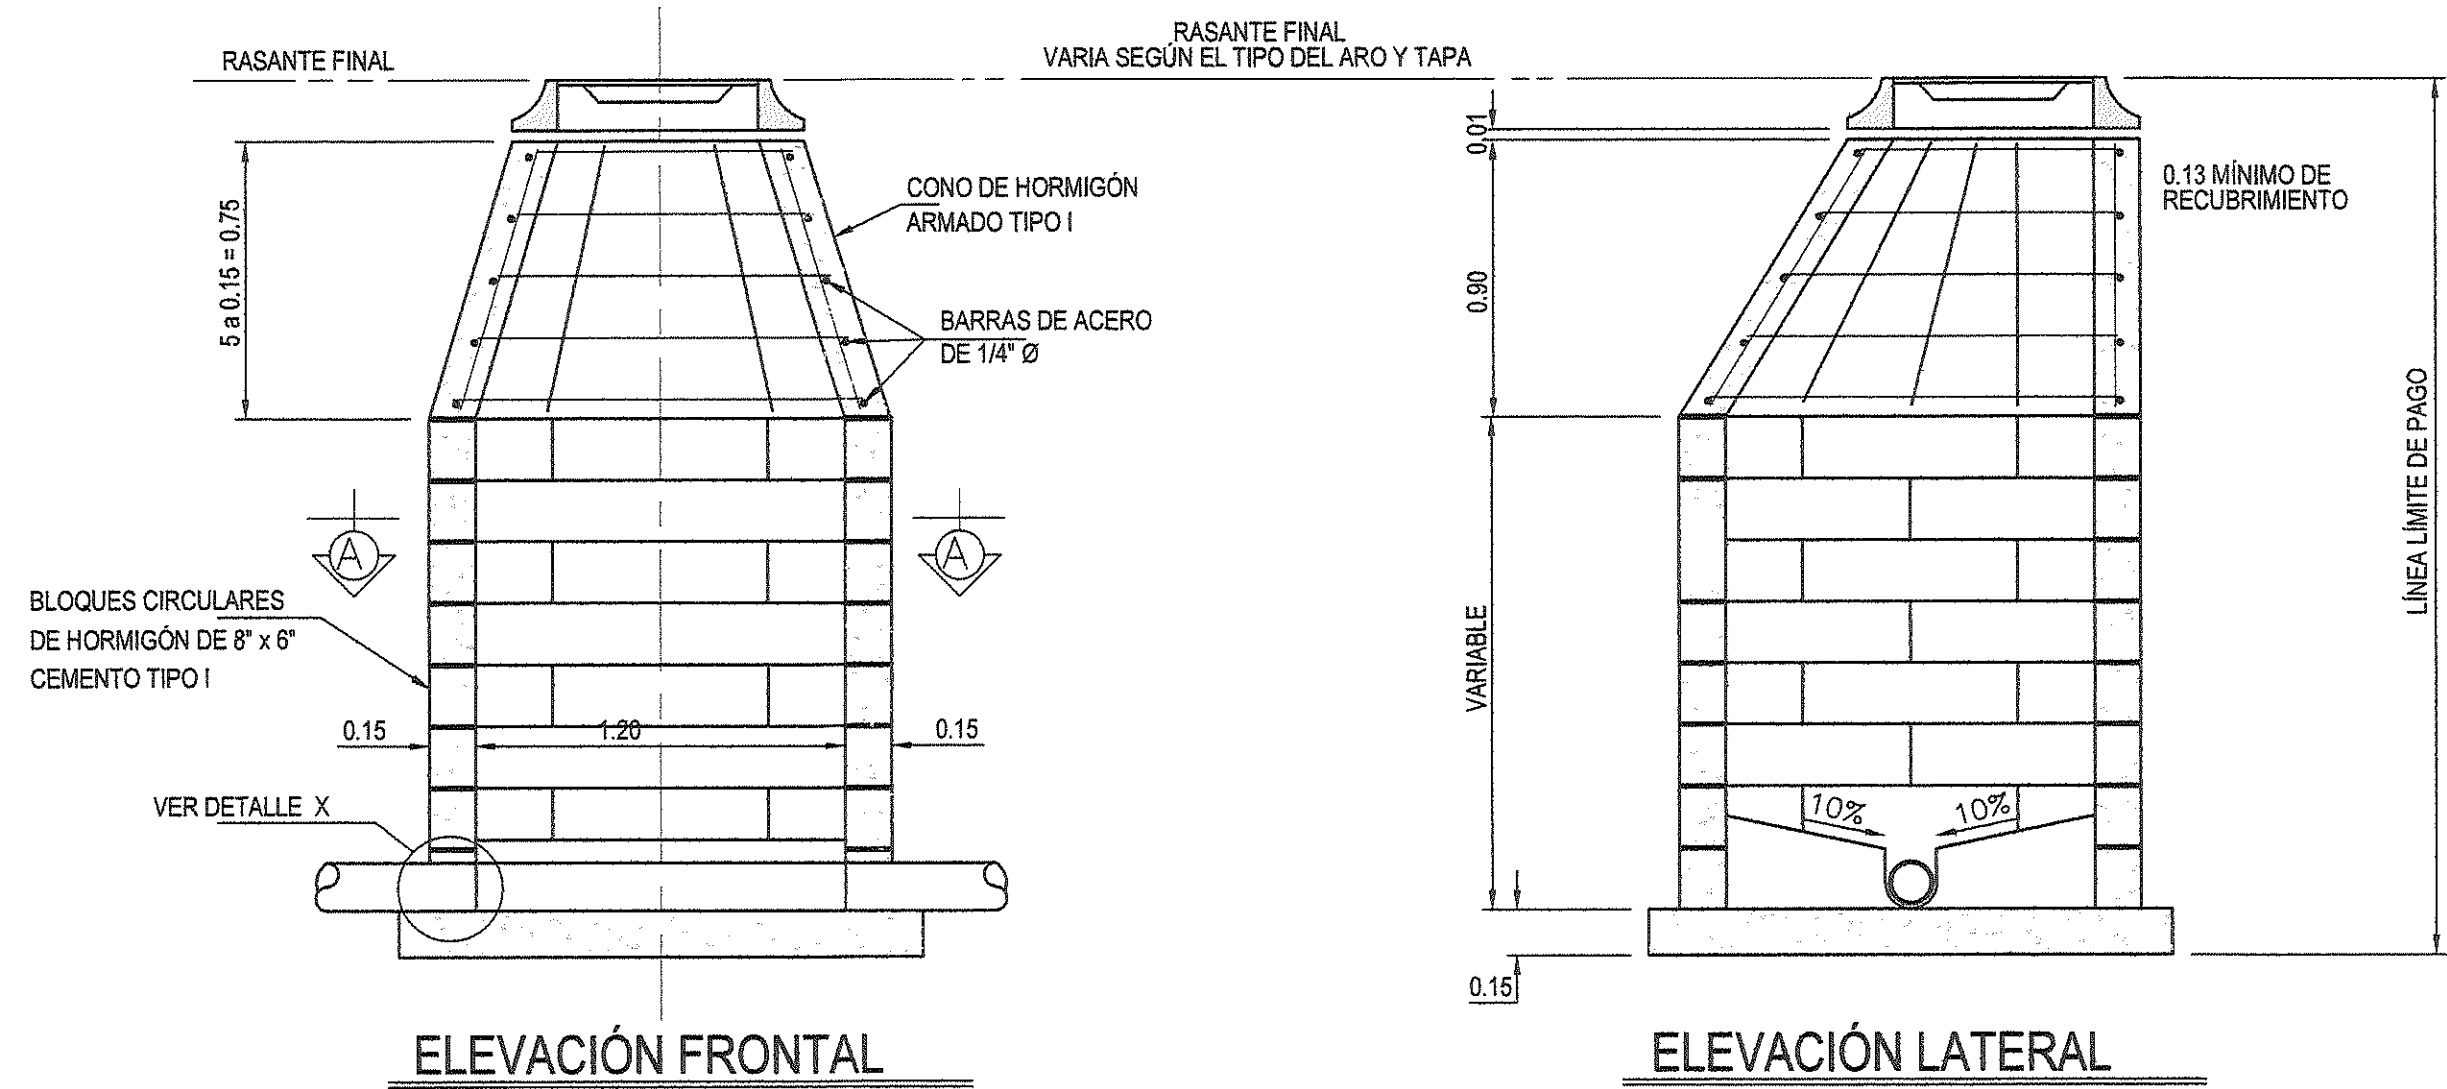 RASANTE FINAL
RASANTE FINAL
VARIA SEGÚN EL TIPO DEL ARO Y TAPA
5 a 0.15 = 0.75
CONO DE HORMIGÓN
ARMADO TIPO I
BARRAS DE ACERO
DE 1/4" Ø
A
A
BLOQUES CIRCULARES
DE HORMIGÓN DE 8" x 6"
CEMENTO TIPO I
0.15
1.20
0.15
VER DETALLE X
ELEVACIÓN FRONTAL
0.01
0.90
0.13 MÍNIMO DE
RECUBRIMIENTO
VARIABLE
LÍNEA LÍMITE DE PAGO
10%
10%
0.15
ELEVACIÓN LATERAL